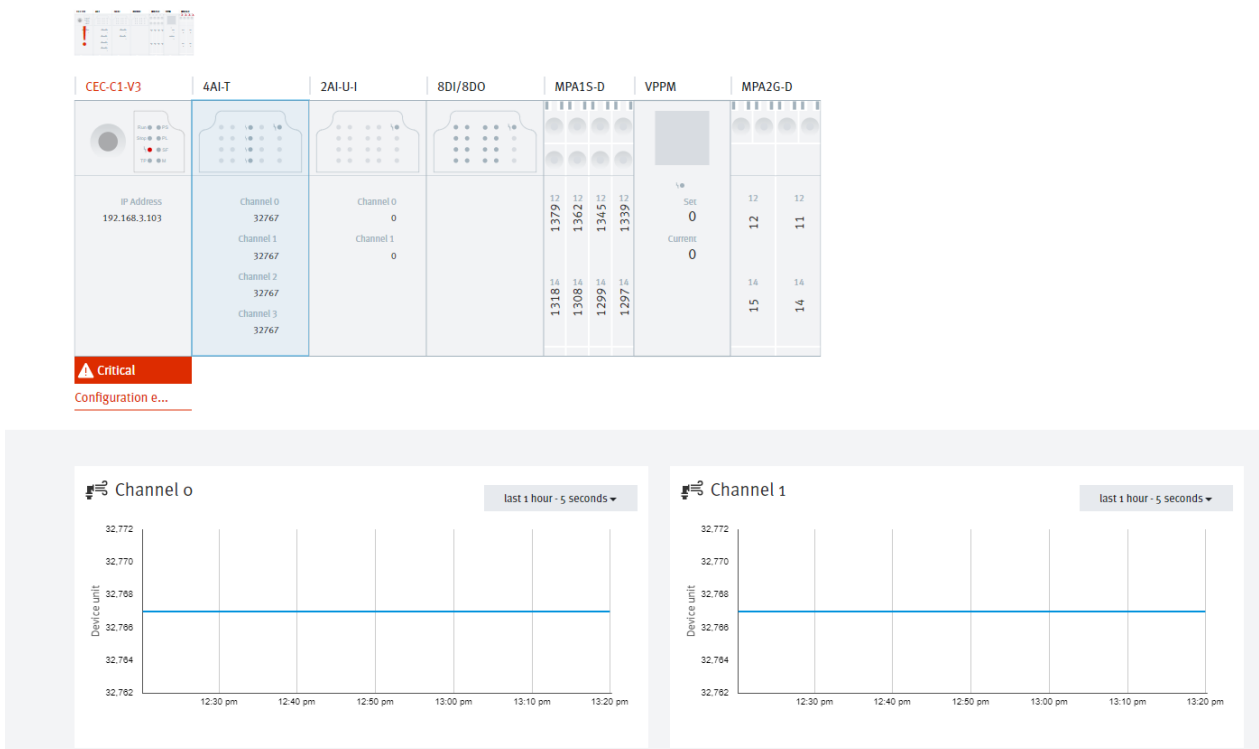 CEC-C1-V3 4AI-T 2AI-U-I 8DI/8DO MPA1S-D VPPM MPA2G-D
IP Address Channel 0 Channel 0 12 12 12 12 Set 12 12
192.168.3.103 32767 0 1379 1362 1345 1339 0 12 11
Channel 1 Channel 1 Current
32767 0 0
Channel 2 14 14 14 14 14 14
32767 1318 1308 1299 1297 15 14
Channel 3
32767
Critical
Configuration e...
Channel 0 last 1 hour - 5 seconds
32,772
32,770
32,768
32,766
32,764
32,762
Device unit
12:30 pm 12:40 pm 12:50 pm 13:00 pm 13:10 pm 13:20 pm
Channel 1 last 1 hour - 5 seconds
32,772
32,770
32,768
32,766
32,764
32,762
Device unit
12:30 pm 12:40 pm 12:50 pm 13:00 pm 13:10 pm 13:20 pm